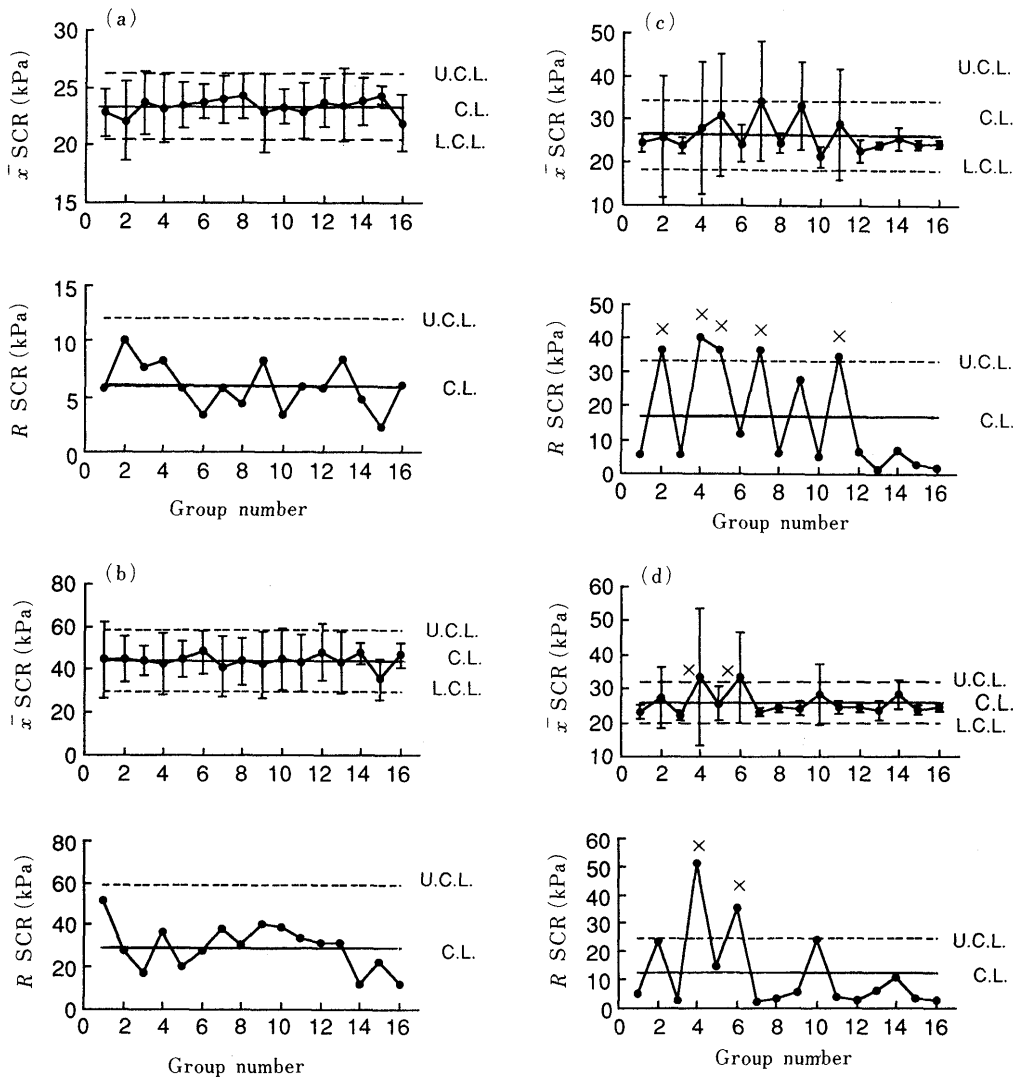 (a)
x̄ SCR (kPa)
30
25
20
15
U.C.L.
C.L.
L.C.L.
0 2 4 6 8 10 12 14 16
R SCR (kPa)
15
10
5
0
U.C.L.
C.L.
0 2 4 6 8 10 12 14 16
Group number
(b)
x̄ SCR (kPa)
80
60
40
20
0
U.C.L.
C.L.
L.C.L.
0 2 4 6 8 10 12 14 16
R SCR (kPa)
80
60
40
20
0
U.C.L.
C.L.
0 2 4 6 8 10 12 14 16
Group number
(c)
x̄ SCR (kPa)
50
40
30
20
10
U.C.L.
C.L.
L.C.L.
0 2 4 6 8 10 12 14 16
R SCR (kPa)
50
40
30
20
10
0
× × × × ×
U.C.L.
C.L.
0 2 4 6 8 10 12 14 16
Group number
(d)
x̄ SCR (kPa)
60
50
40
30
20
10
× ×
U.C.L.
C.L.
L.C.L.
0 2 4 6 8 10 12 14 16
R SCR (kPa)
60
50
40
30
20
10
0
× ×
U.C.L.
C.L.
0 2 4 6 8 10 12 14 16
Group number